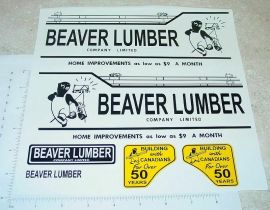 BEAVER LUMBER
COMPANY LIMITED
HOME IMPROVEMENTS as low as $9 A MONTH
BEAVER LUMBER
COMPANY LIMITED
HOME IMPROVEMENTS as low as $9 A MONTH
BEAVER LUMBER
COMPANY LIMITED
BEAVER LUMBER
BUILDING
with
CANADIANS
For Over
50
YEARS
BUILDING
with
CANADIANS
For Over
50
YEARS